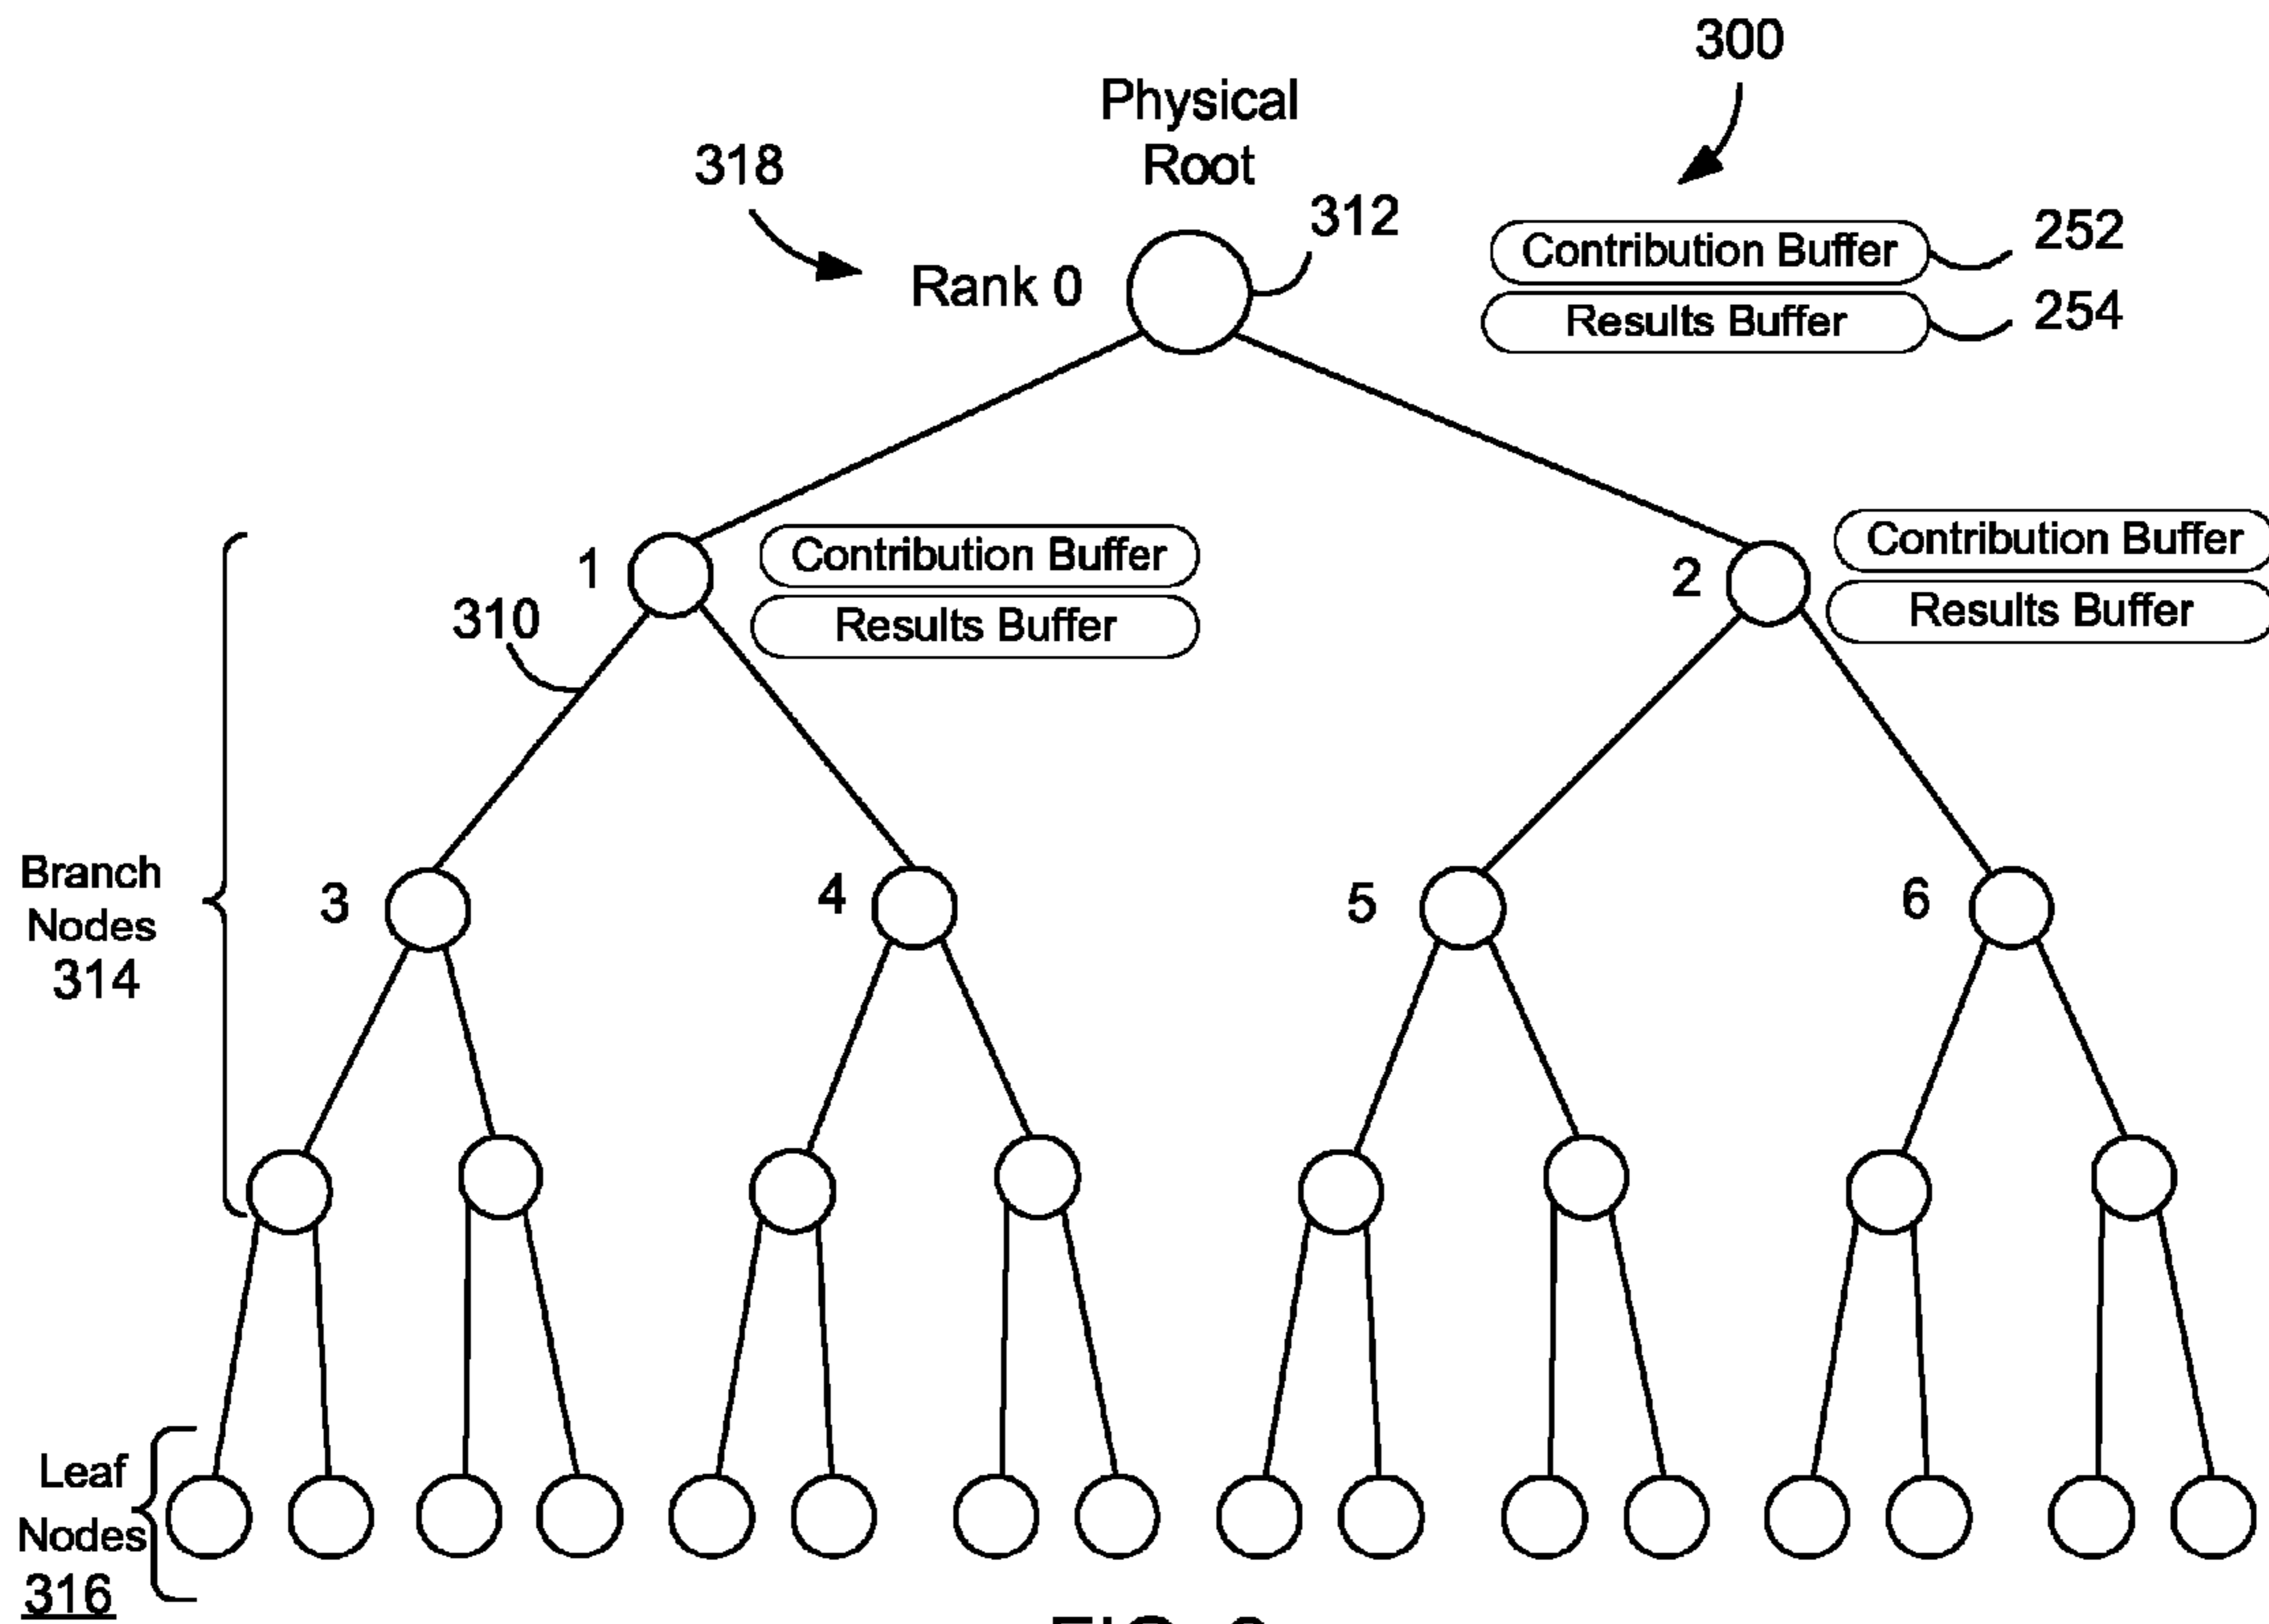 300
Physical
Root
318
312
Rank 0
Contribution Buffer
252
Results Buffer
254
1
Contribution Buffer
Results Buffer
2
Contribution Buffer
Results Buffer
310
Branch
Nodes
314
3
4
5
6
Leaf
Nodes
316